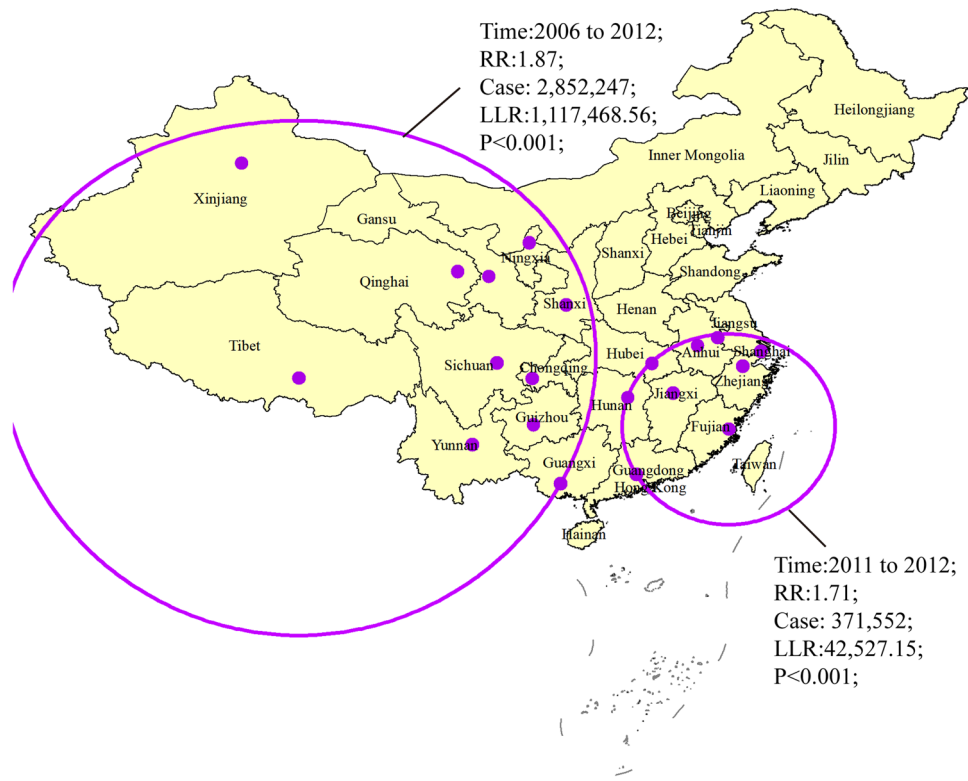 Time:2006 to 2012;
RR:1.87;
Case: 2,852,247;
LLR:1,117,468.56;
P<0.001;
Heilongjiang
Inner Mongolia
Jilin
Liaoning
Xinjiang
Gansu
Beijing
Tianjin
Hebei
Ningxia
Shanxi
Shandong
Qinghai
Shanxi
Henan
Jiangsu
Tibet
Hubei
Anhui
Shanghai
Sichuan
Chongqing
Zhejiang
Jiangxi
Hunan
Guizhou
Fujian
Yunnan
Guangxi
Guangdong
Taiwan
Hong Kong
Hainan
Time:2011 to 2012;
RR:1.71;
Case: 371,552;
LLR:42,527.15;
P<0.001;